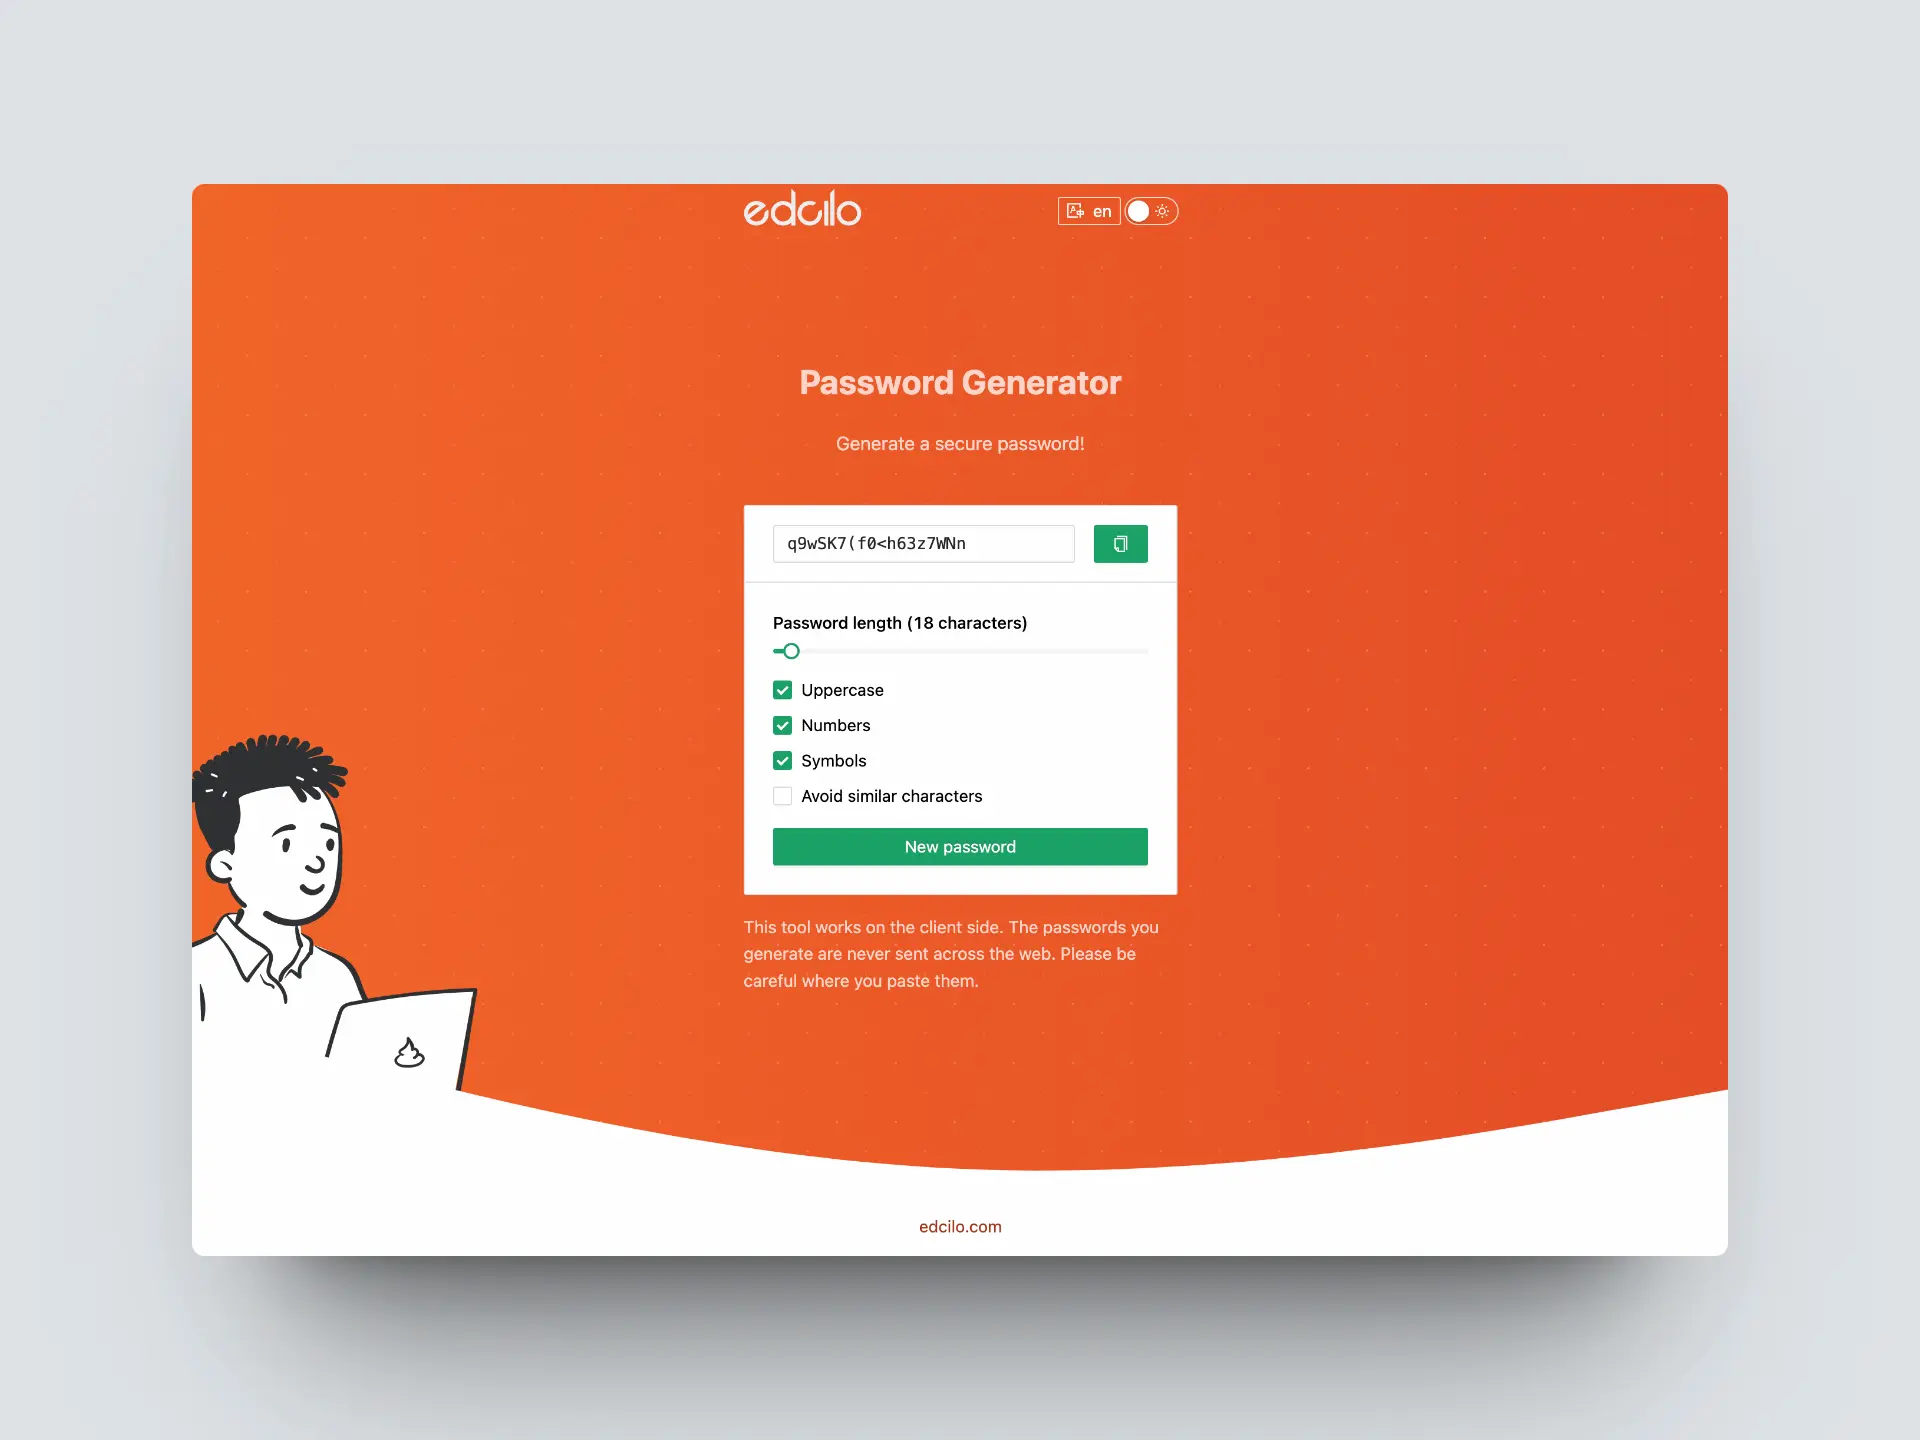 edcilo
en
Password Generator
Generate a secure password!
q9wSK7(f0<h63z7WNn
Password length (18 characters)
Uppercase
Numbers
Symbols
Avoid similar characters
New password
This tool works on the client side. The passwords you
generate are never sent across the web. Please be
careful where you paste them.
edcilo.com